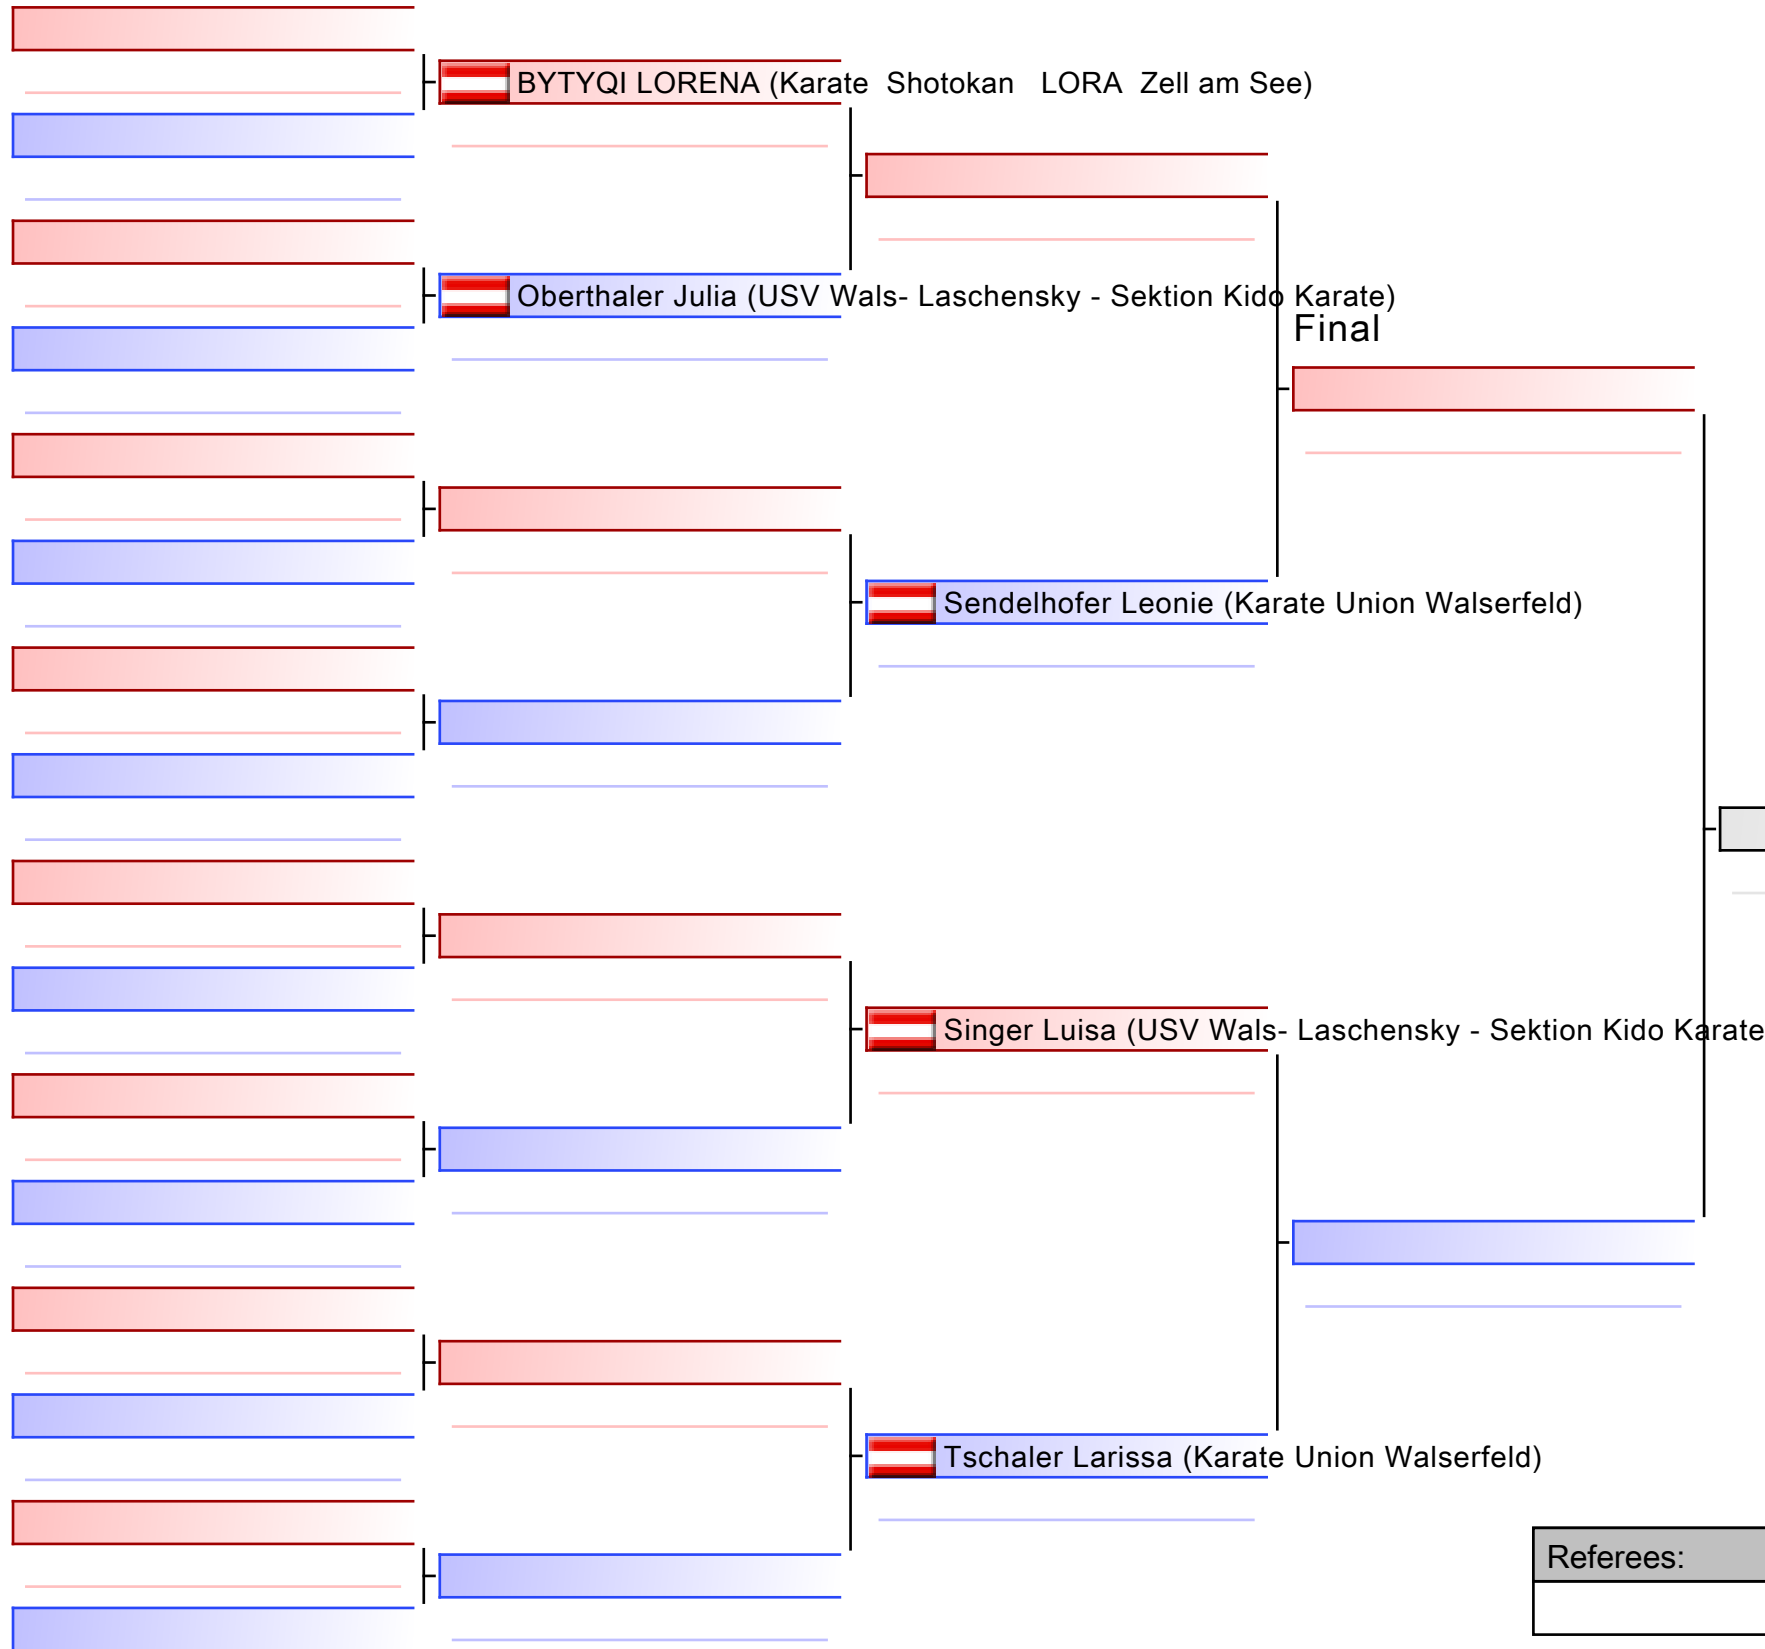 BYTYQI LORENA (Karate  Shotokan   LORA  Zell am See)
Oberthaler Julia (USV Wals- Laschensky - Sektion Kido Karate)
Final
Sendelhofer Leonie (Karate Union Walserfeld)
Singer Luisa (USV Wals- Laschensky - Sektion Kido Karate
Tschaler Larissa (Karate Union Walserfeld)
Referees: